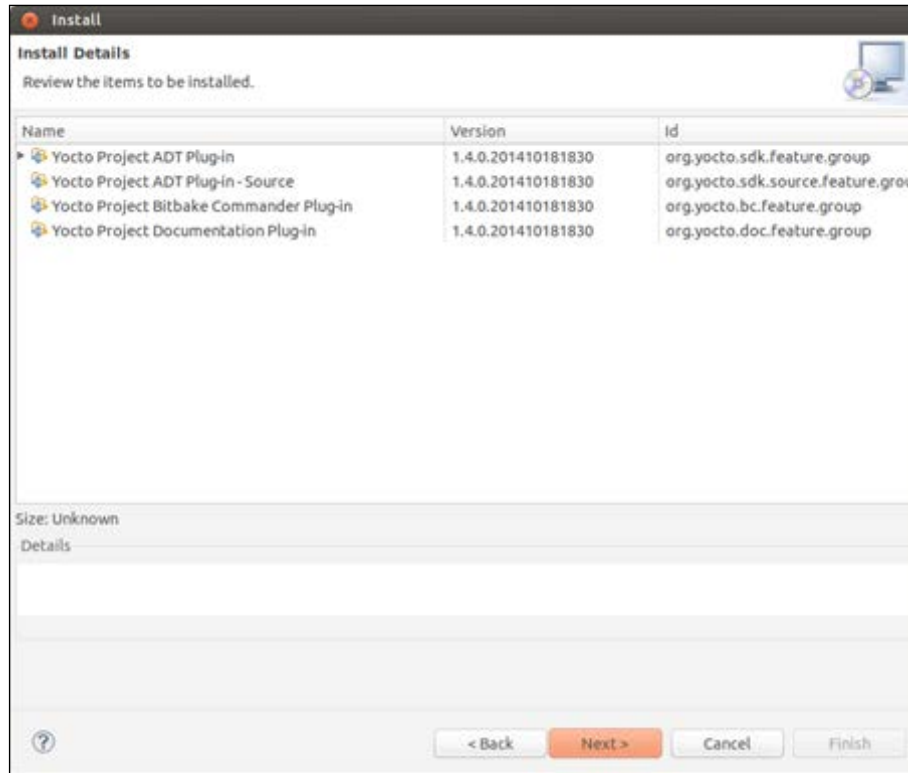 Install
Install Details
Review the items to be installed.
Name Version Id
Yocto Project ADT Plug-in 1.4.0.201410181830 org.yocto.sdk.feature.group
Yocto Project ADT Plug-in - Source 1.4.0.201410181830 org.yocto.sdk.source.feature.grou
Yocto Project Bitbake Commander Plug-in 1.4.0.201410181830 org.yocto.bc.feature.group
Yocto Project Documentation Plug-in 1.4.0.201410181830 org.yocto.doc.feature.group
Size: Unknown
Details
? < Back Next > Cancel Finish